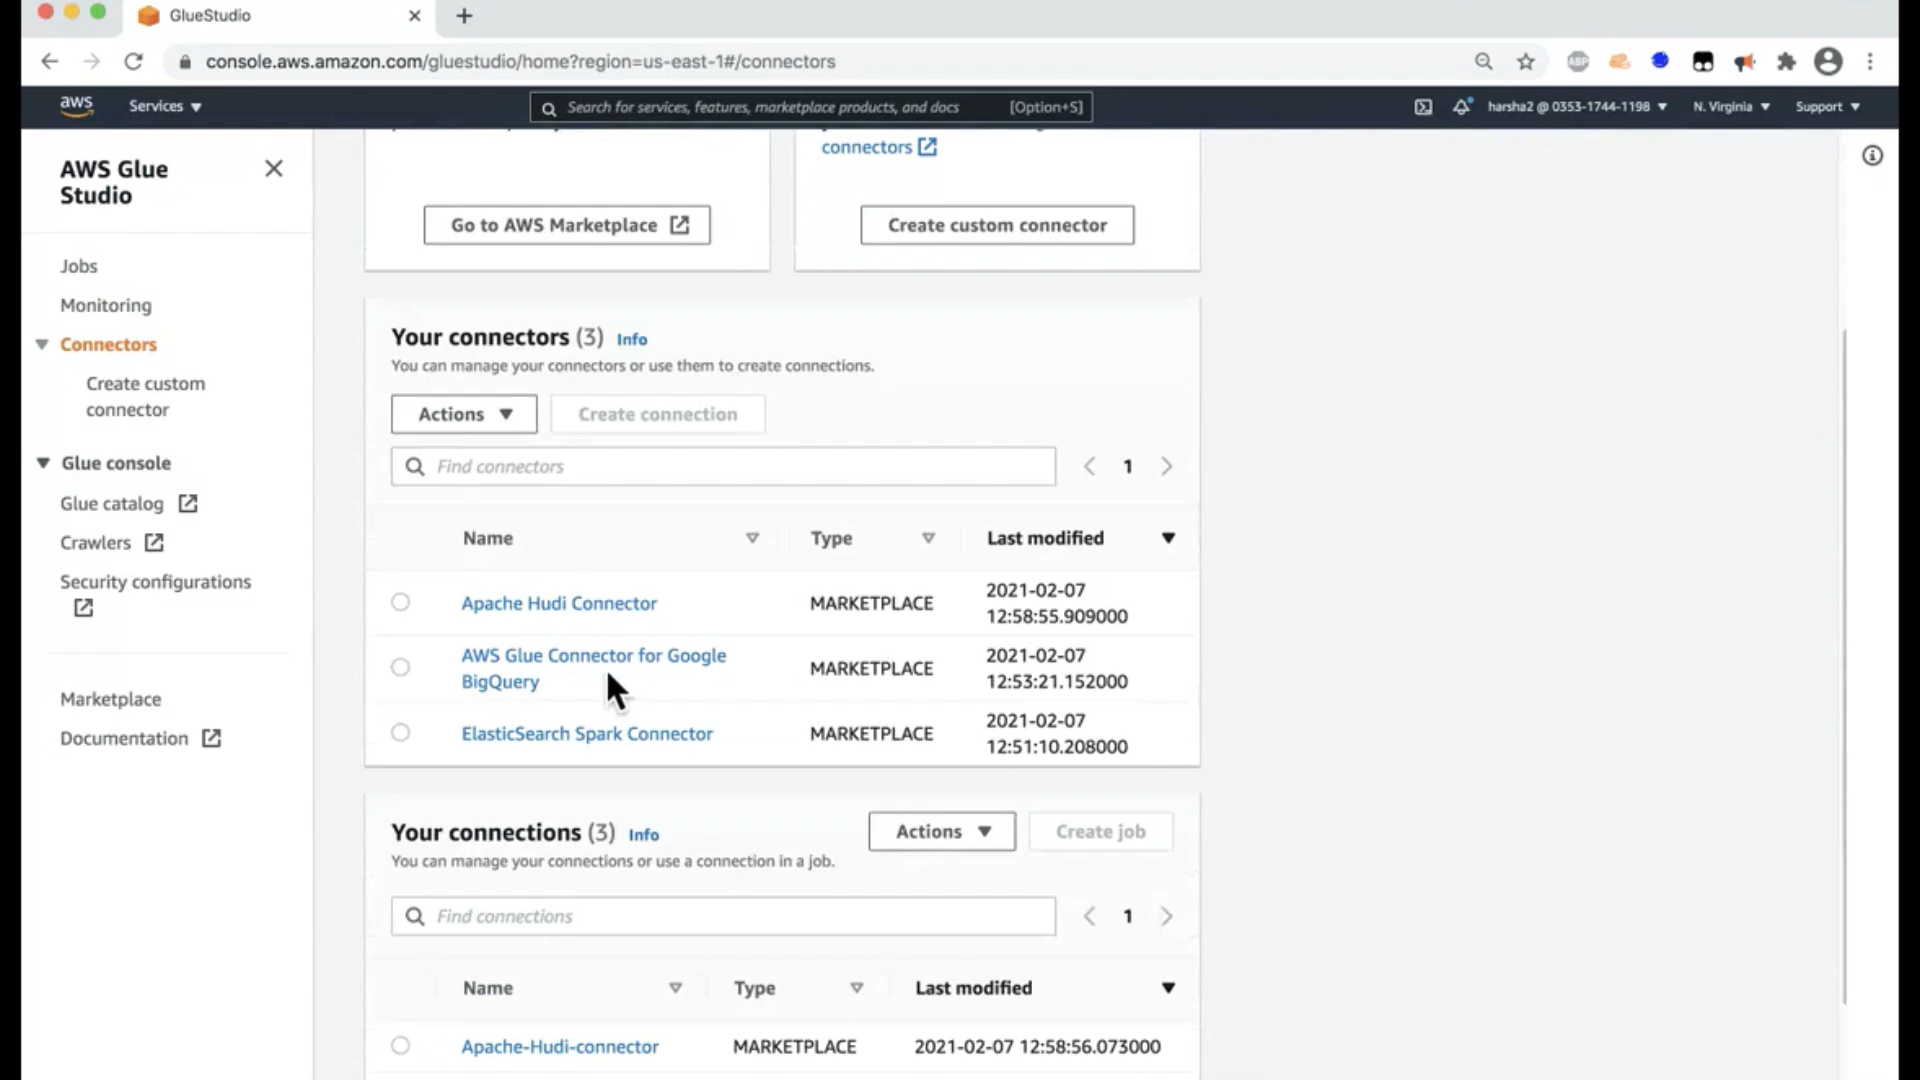 GlueStudio
console.aws.amazon.com/gluestudio/home?region=us-east-1#/connectors
ABP
aws
Services
Search for services, features, marketplace products, and docs
[Option+S]
harsha2 @ 0353-1744-1198
N. Virginia
Support
AWS Glue
Studio
Jobs
Monitoring
Connectors
Create custom
connector
Glue console
Glue catalog
Crawlers
Security configurations
Marketplace
Documentation
connectors
Go to AWS Marketplace
Create custom connector
Your connectors (3) Info
You can manage your connectors or use them to create connections.
Actions
Create connection
Find connectors
1
Name
Type
Last modified
Apache Hudi Connector
MARKETPLACE
2021-02-07
12:58:55.909000
AWS Glue Connector for Google
BigQuery
MARKETPLACE
2021-02-07
12:53:21.152000
ElasticSearch Spark Connector
MARKETPLACE
2021-02-07
12:51:10.208000
Your connections (3) Info
You can manage your connections or use a connection in a job.
Actions
Create job
Find connections
1
Name
Type
Last modified
Apache-Hudi-connector
MARKETPLACE
2021-02-07 12:58:56.073000